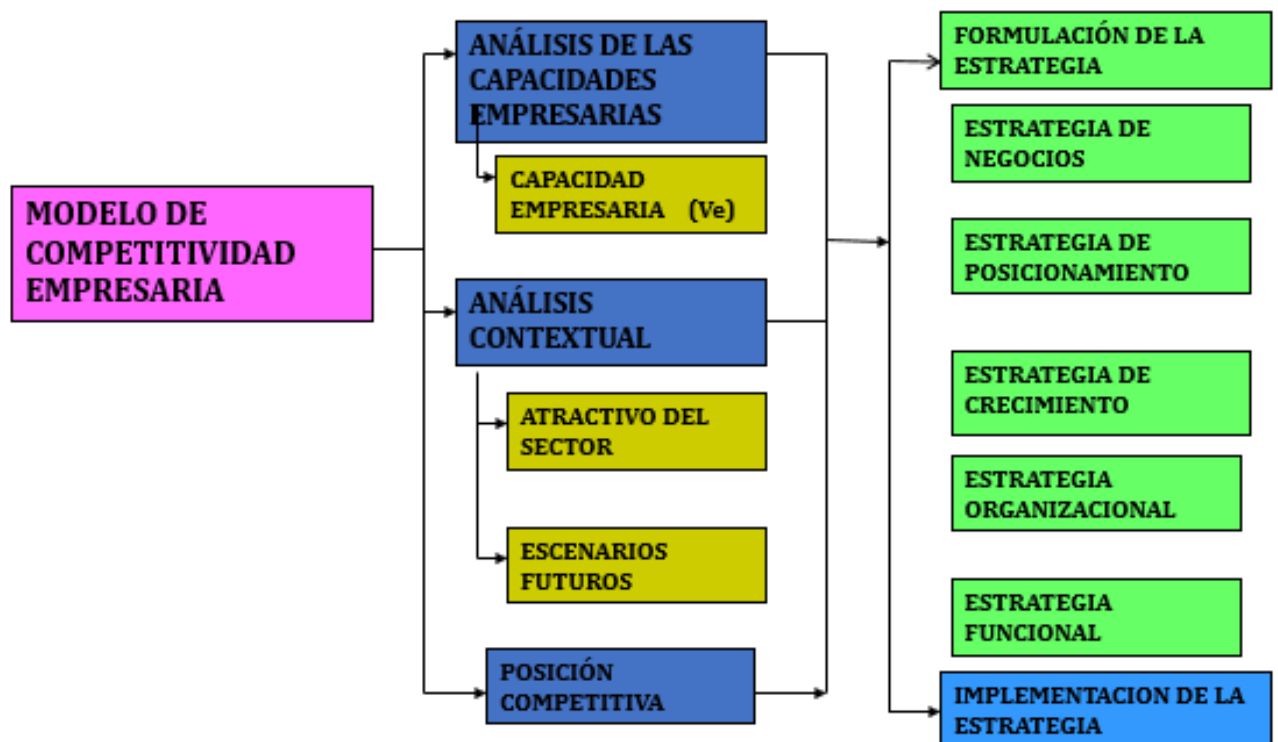 MODELO DE
COMPETITIVIDAD
EMPRESARIA
ANÁLISIS DE LAS
CAPACIDADES
EMPRESARIAS
CAPACIDAD
EMPRESARIA (Ve)
ANÁLISIS
CONTEXTUAL
ATRACTIVO DEL
SECTOR
ESCENARIOS
FUTUROS
POSICIÓN
COMPETITIVA
FORMULACIÓN DE LA
ESTRATEGIA
ESTRATEGIA DE
NEGOCIOS
ESTRATEGIA DE
POSICIONAMIENTO
ESTRATEGIA DE
CRECIMIENTO
ESTRATEGIA
ORGANIZACIONAL
ESTRATEGIA
FUNCIONAL
IMPLEMENTACION DE LA
ESTRATEGIA